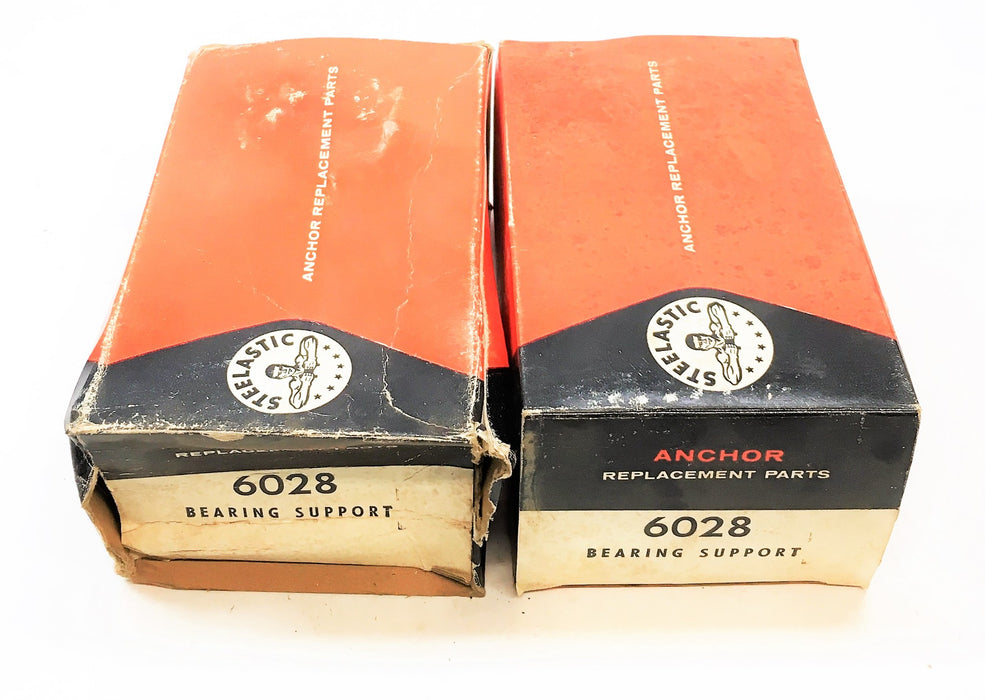 ANCHOR REPLACEMENT PARTS
STEELASTIC
REPLACEMENT PARTS
6028
BEARING SUPPORT
ANCHOR REPLACEMENT PARTS
STEELASTIC
ANCHOR
REPLACEMENT PARTS
6028
BEARING SUPPORT